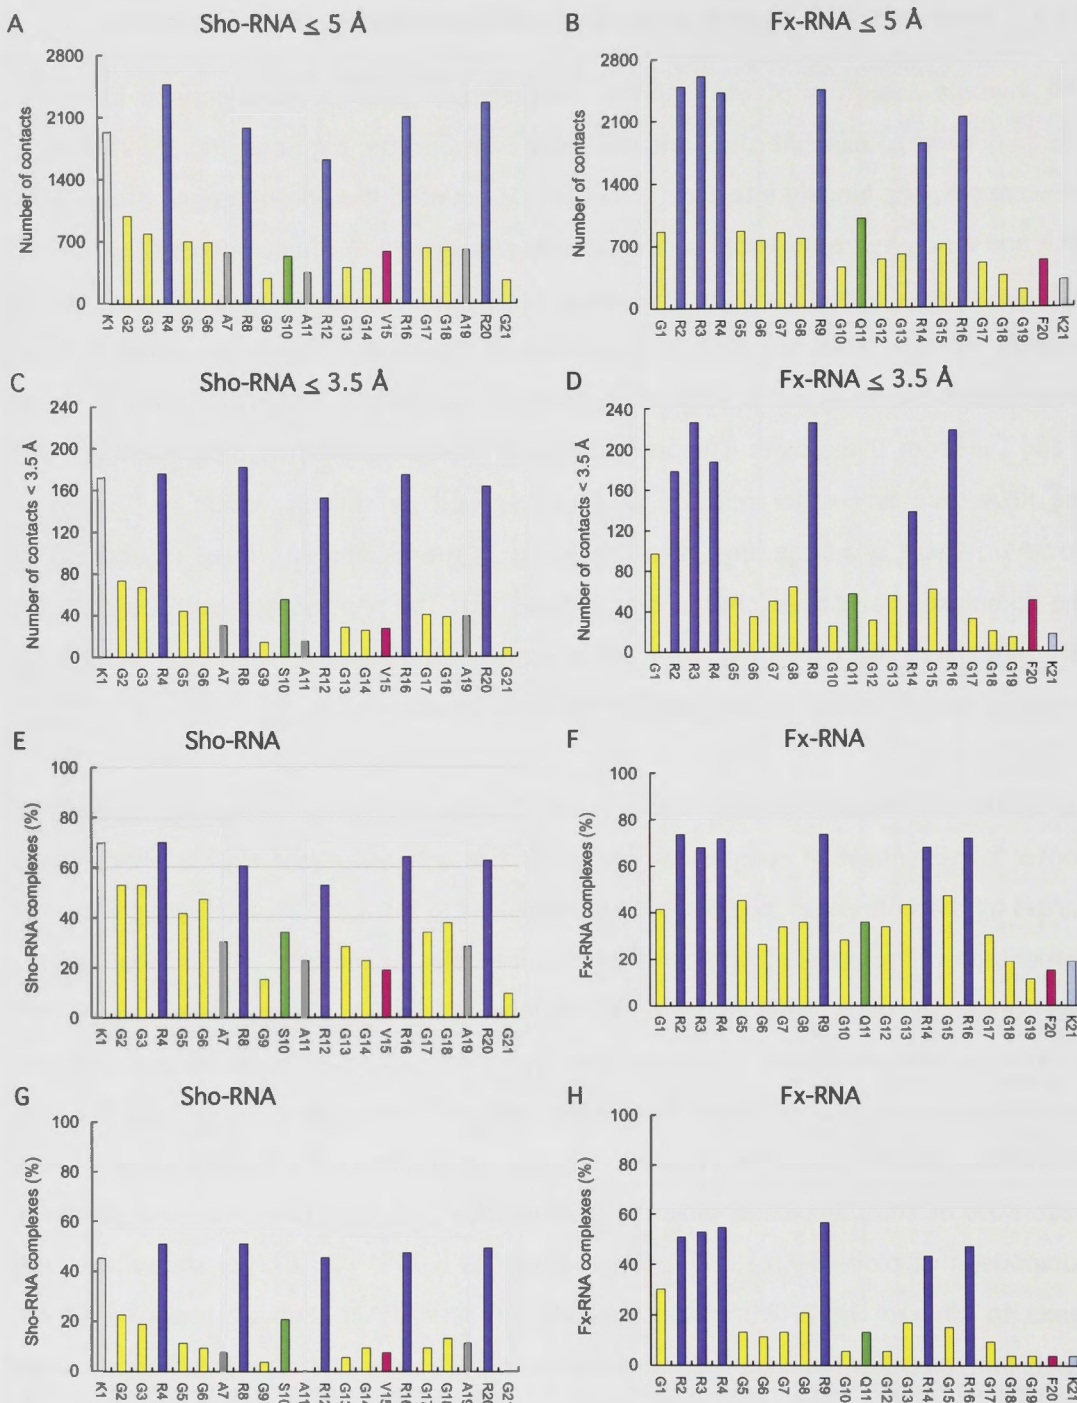 A
Sho-RNA ≤ 5 Å
Number of contacts
2800
2100
1400
700
0
K1 G2 G3 R4 G5 G6 A7 R8 G9 S10 A11 R12 G13 G14 V15 R16 G17 G18 A19 R20 G21
B
Fx-RNA ≤ 5 Å
Number of contacts
2800
2100
1400
700
0
G1 R2 R3 R4 G5 G6 G7 G8 R9 G10 Q11 G12 G13 R14 G15 R16 G17 G18 G19 F20 K21
C
Sho-RNA ≤ 3.5 Å
Number of contacts < 3.5 Å
240
200
160
120
80
40
0
K1 G2 G3 R4 G5 G6 A7 R8 G9 S10 A11 R12 G13 G14 V15 R16 G17 G18 A19 R20 G21
D
Fx-RNA ≤ 3.5 Å
Number of contacts < 3.5 Å
240
200
160
120
80
40
0
G1 R2 R3 R4 G5 G6 G7 G8 R9 G10 Q11 G12 G13 R14 G15 R16 G17 G18 G19 F20 K21
E
Sho-RNA
Sho-RNA complexes (%)
100
80
60
40
20
0
K1 G2 G3 R4 G5 G6 A7 R8 G9 S10 A11 R12 G13 G14 V15 R16 G17 G18 A19 R20 G21
F
Fx-RNA
Fx-RNA complexes (%)
100
80
60
40
20
0
G1 R2 R3 R4 G5 G6 G7 G8 R9 G10 Q11 G12 G13 R14 G15 R16 G17 G18 G19 F20 K21
G
Sho-RNA
Sho-RNA complexes (%)
100
80
60
40
20
0
K1 G2 G3 R4 G5 G6 A7 R8 G9 S10 A11 R12 G13 G14 V15 R16 G17 G18 A19 R20 G21
H
Fx-RNA
Fx-RNA complexes (%)
100
80
60
40
20
0
G1 R2 R3 R4 G5 G6 G7 G8 R9 G10 Q11 G12 G13 R14 G15 R16 G17 G18 G19 F20 K21